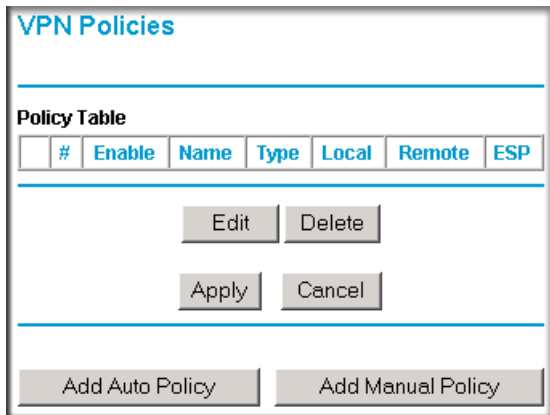 VPN Policies
Policy Table
# Enable Name Type Local Remote ESP
Edit Delete
Apply Cancel
Add Auto Policy Add Manual Policy